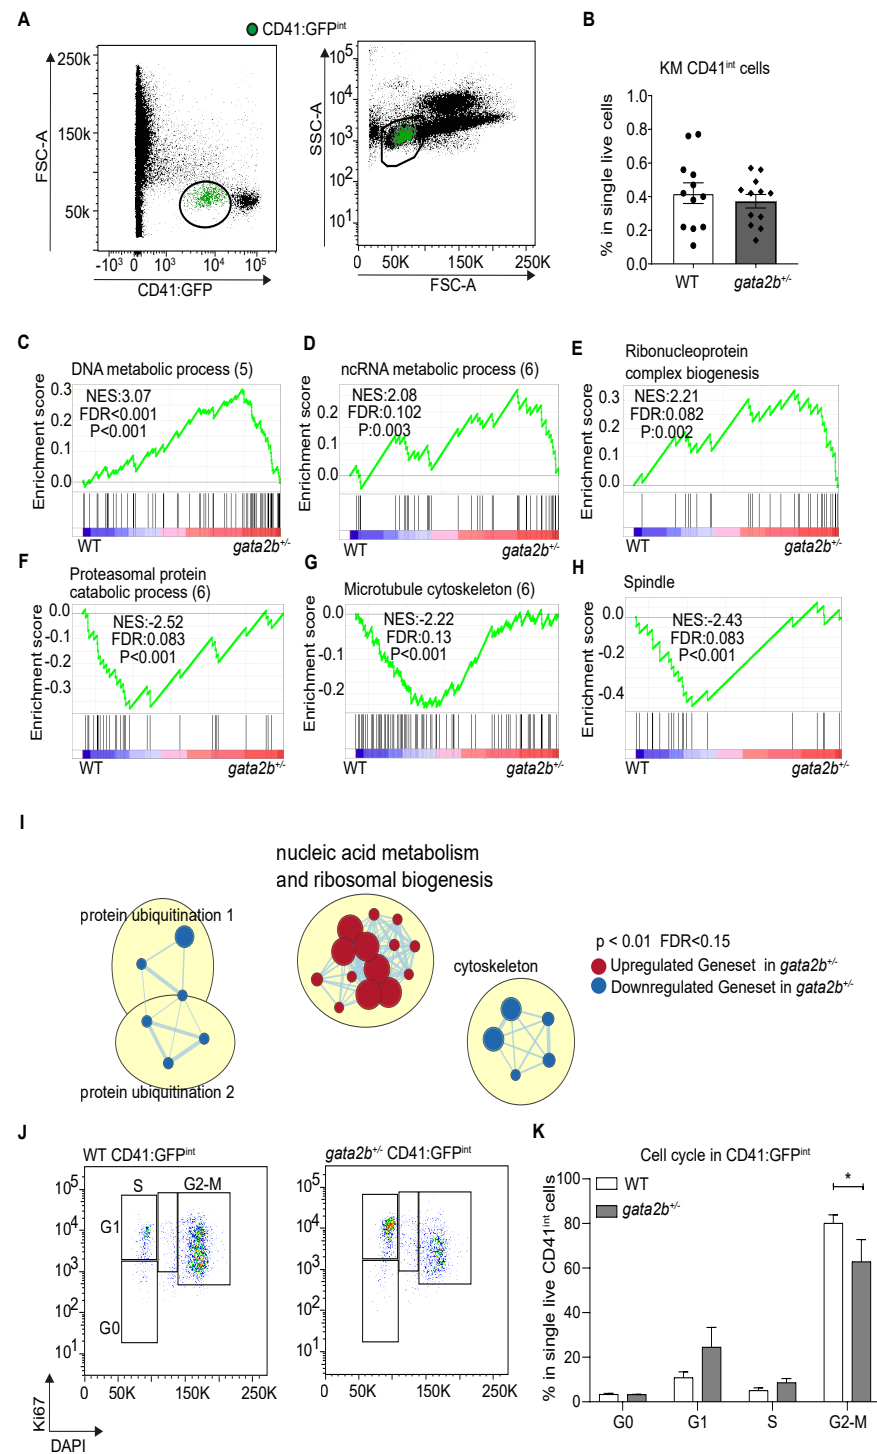 A
CD41:GFPint
250k
150k
50k
FSC-A
-10³ 0 10³ 10⁴ 10⁵
CD41:GFP
10⁵
10⁴
10³
10²
10¹
SSC-A
0 50K 150K 250K
FSC-A
B
KM CD41int cells
1.0
0.8
0.6
0.4
0.2
0.0
% in single live cells
WT gata2b+/-
C
DNA metabolic process (5)
NES:3.07
FDR<0.001
P<0.001
0.3
0.2
0.1
0.0
Enrichment score
WT gata2b+/-
D
ncRNA metabolic process (6)
NES:2.08
FDR:0.102
P:0.003
0.2
0.1
0.0
Enrichment score
WT gata2b+/-
E
Ribonucleoprotein
complex biogenesis
NES:2.21
FDR:0.082
P:0.002
0.3
0.2
0.1
0.0
Enrichment score
WT gata2b+/-
F
Proteasomal protein
catabolic process (6)
NES:-2.52
FDR:0.083
P<0.001
0.0
-0.1
-0.2
-0.3
Enrichment score
WT gata2b+/-
G
Microtubule cytoskeleton (6)
NES:-2.22
FDR:0.13
P<0.001
0.0
-0.1
-0.2
Enrichment score
WT gata2b+/-
H
Spindle
NES:-2.43
FDR:0.083
P<0.001
0.0
-0.2
-0.4
Enrichment score
WT gata2b+/-
I
nucleic acid metabolism
and ribosomal biogenesis
protein ubiquitination 1
protein ubiquitination 2
cytoskeleton
p < 0.01 FDR<0.15
Upregulated Geneset in gata2b+/-
Downregulated Geneset in gata2b+/-
J
WT CD41:GFPint
S G2-M
G1
G0
10⁵
10⁴
10³
10²
10¹
0 50K 150K 250K
Ki67
DAPI
gata2b+/- CD41:GFPint
10⁵
10⁴
10³
10²
10¹
0 50K 150K 250K
K
Cell cycle in CD41:GFPint
WT
gata2b+/-
*
100
80
60
40
20
0
% in single live CD41int cells
G0 G1 S G2-M